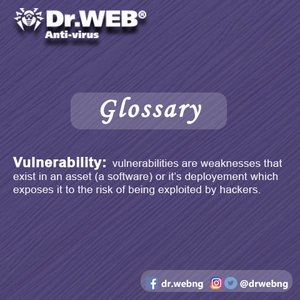 Dr.WEB®
Anti-virus
Glossary
Vulnerability: vulnerabilities are weaknesses that
exist in an asset (a software) or it's deployement which
exposes it to the risk of being exploited by hackers.
dr.webng @drwebng